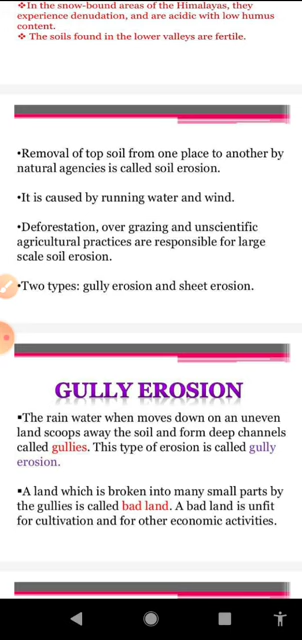 ❖In the snow-bound areas of the Himalayas, they
experience denudation, and are acidic with low humus
content.
❖ The soils found in the lower valleys are fertile.
•Removal of top soil from one place to another by
natural agencies is called soil erosion.
•It is caused by running water and wind.
•Deforestation, over grazing and unscientific
agricultural practices are responsible for large
scale soil erosion.
•Two types: gully erosion and sheet erosion.
GULLY EROSION
▪The rain water when moves down on an uneven
land scoops away the soil and form deep channels
called gullies. This type of erosion is called gully
erosion.
▪A land which is broken into many small parts by
the gullies is called bad land. A bad land is unfit
for cultivation and for other economic activities.